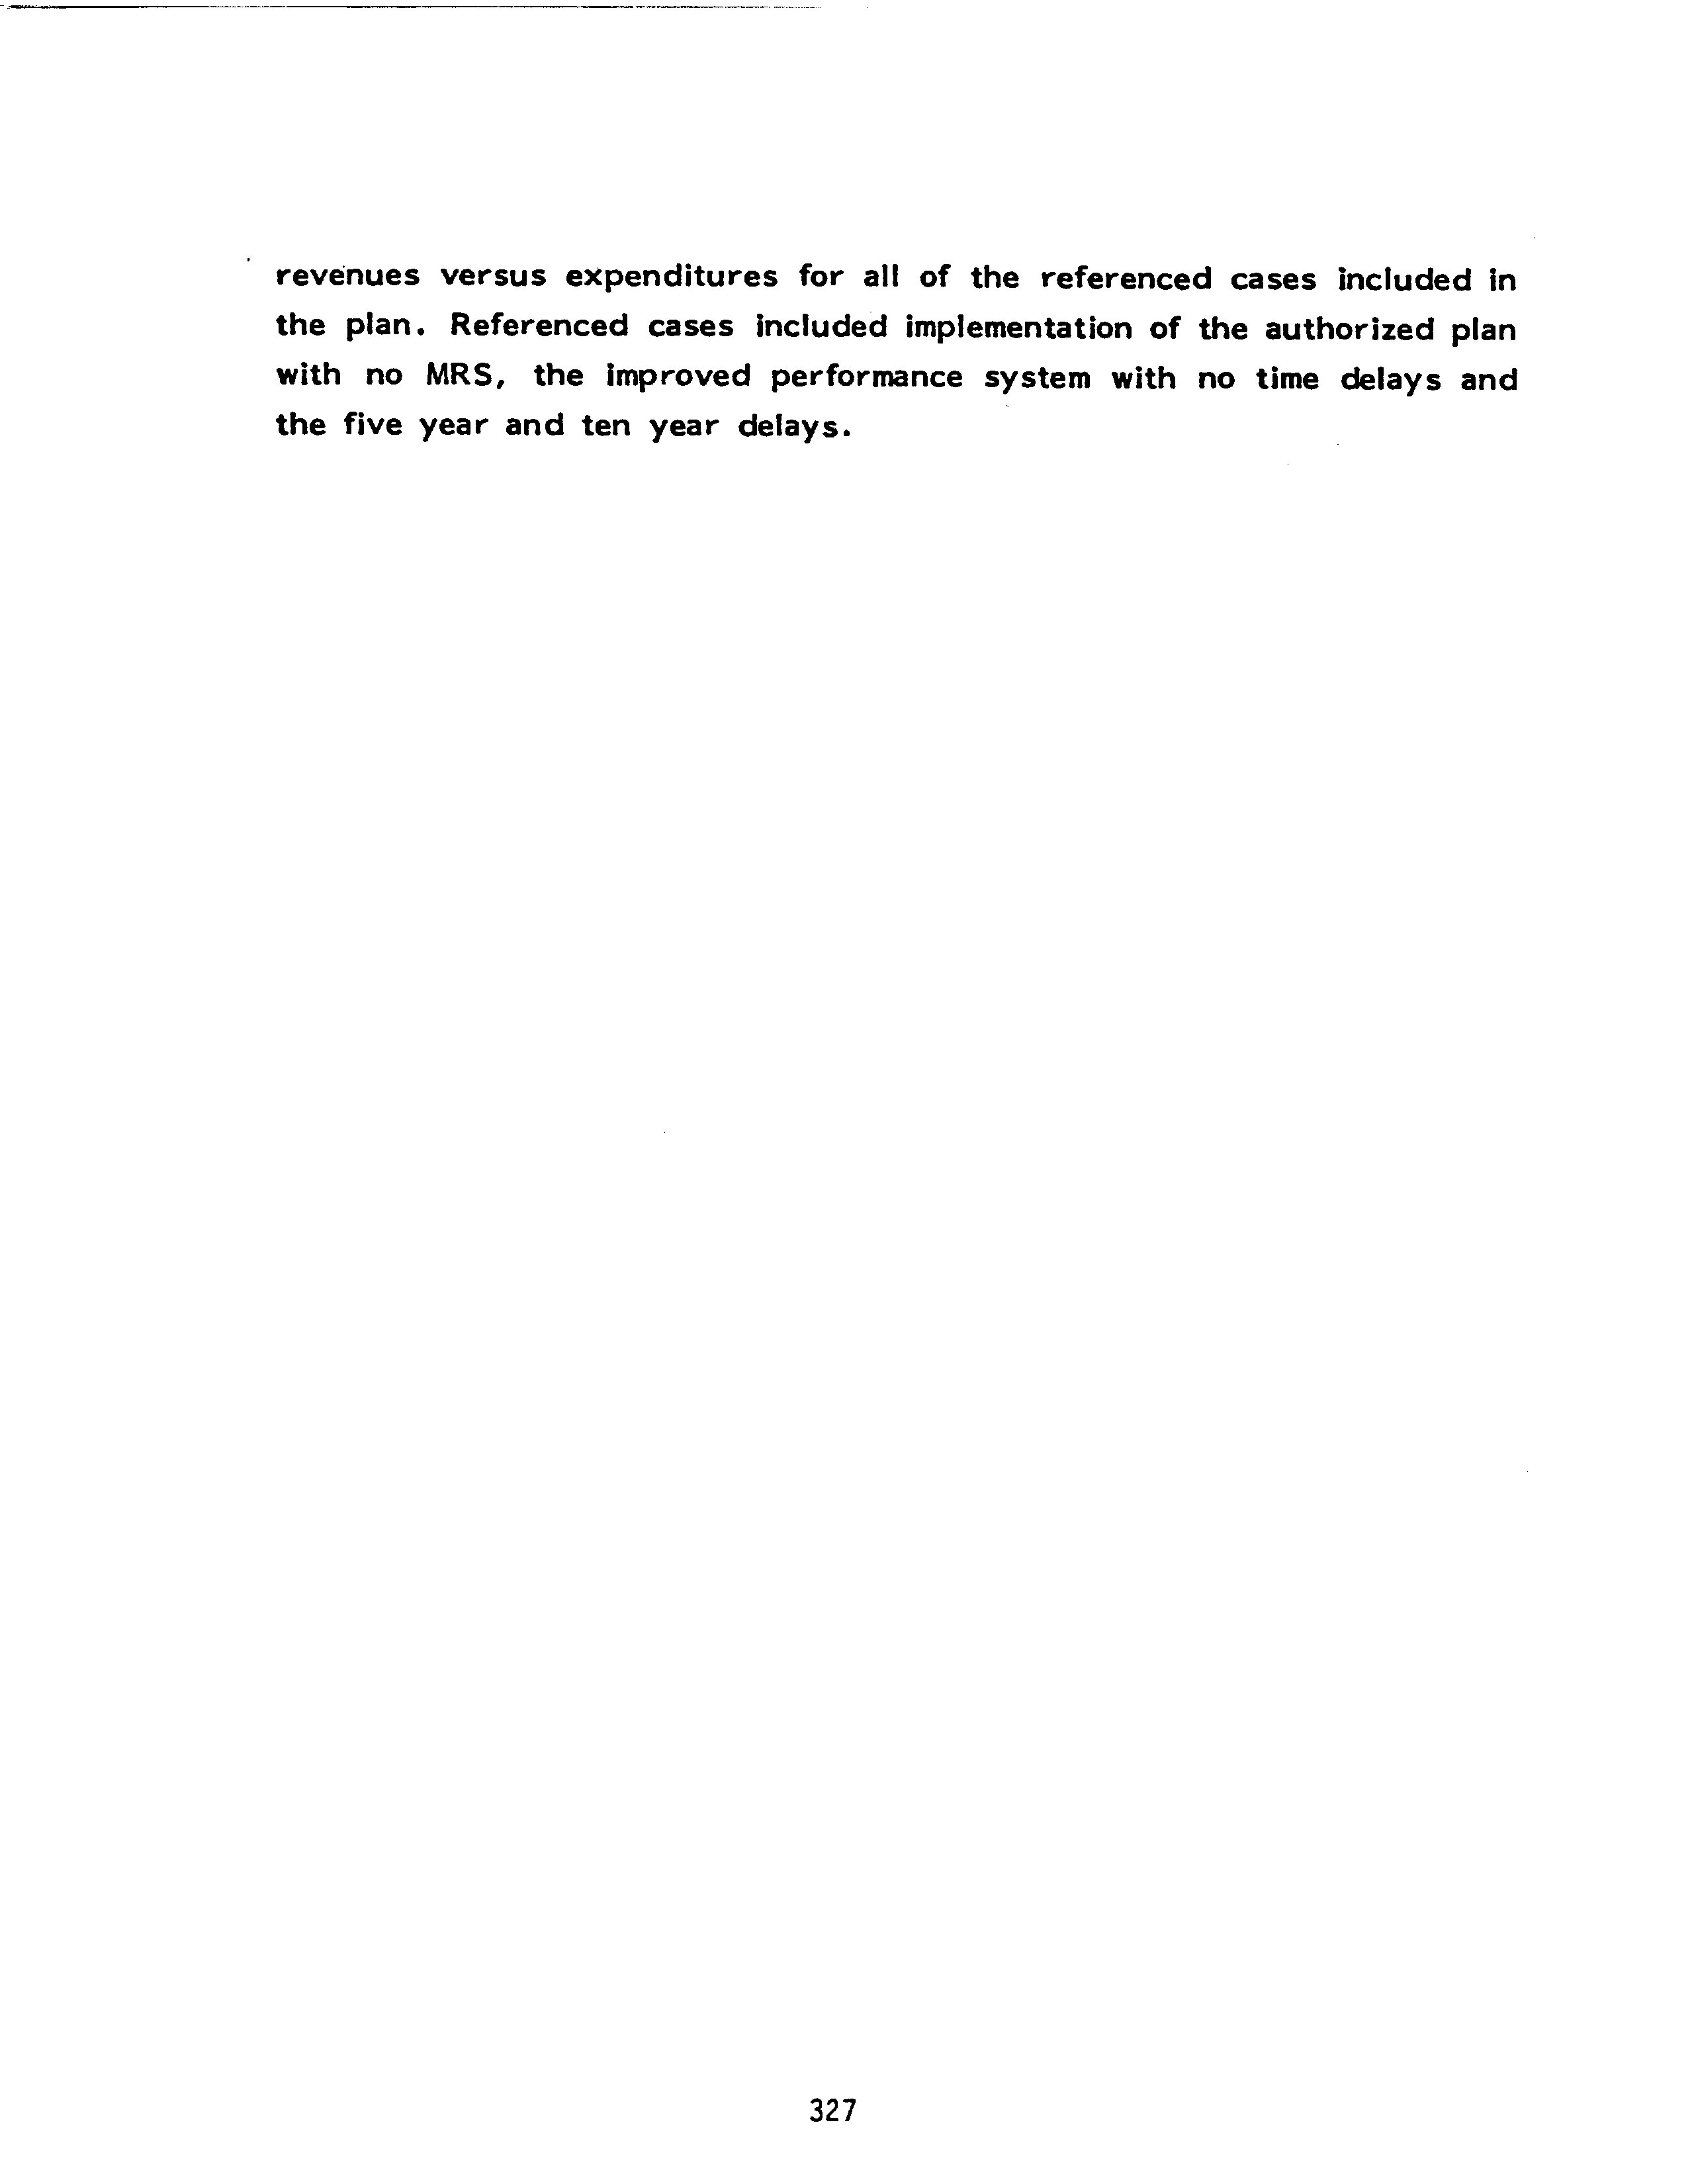 revenues versus expenditures for all of the referenced cases included in
the plan. Referenced cases included implementation of the authorized plan
with no MRS, the improved performance system with no time delays and
the five year and ten year delays.
327